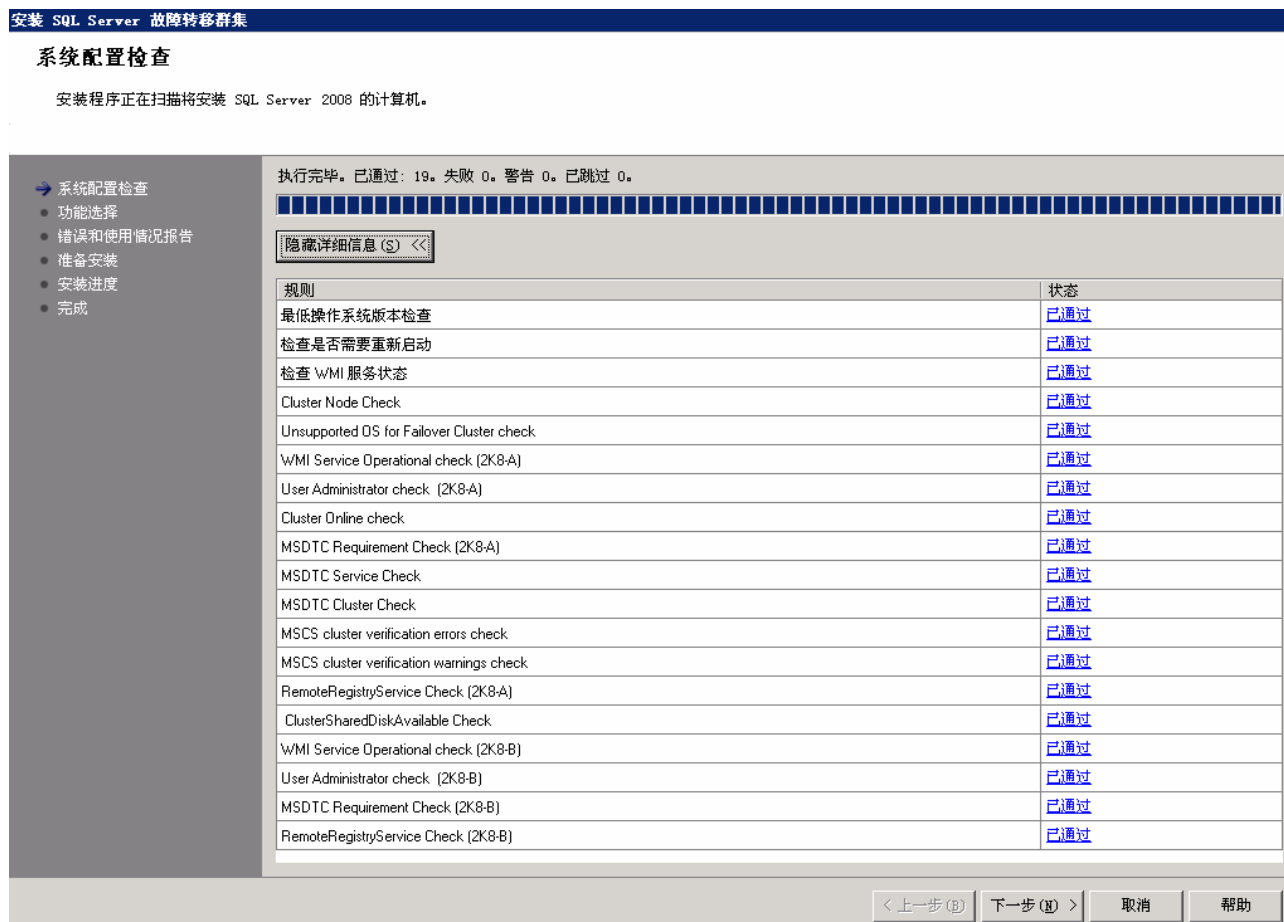 安装 SQL Server 故障转移群集
系统配置检查
安装程序正在扫描将安装 SQL Server 2008 的计算机。
系统配置检查
功能选择
错误和使用情况报告
准备安装
安装进度
完成
执行完毕。已通过: 19。失败 0。警告 0。已跳过 0。
隐藏详细信息(S) <<
规则 状态
最低操作系统版本检查 已通过
检查是否需要重新启动 已通过
检查 WMI 服务状态 已通过
Cluster Node Check 已通过
Unsupported OS for Failover Cluster check 已通过
WMI Service Operational check (2K8-A) 已通过
User Administrator check (2K8-A) 已通过
Cluster Online check 已通过
MSDTC Requirement Check (2K8-A) 已通过
MSDTC Service Check 已通过
MSDTC Cluster Check 已通过
MSCS cluster verification errors check 已通过
MSCS cluster verification warnings check 已通过
RemoteRegistryService Check (2K8-A) 已通过
ClusterSharedDiskAvailable Check 已通过
WMI Service Operational check (2K8-B) 已通过
User Administrator check (2K8-B) 已通过
MSDTC Requirement Check (2K8-B) 已通过
RemoteRegistryService Check (2K8-B) 已通过
< 上一步(B) 下一步(N) > 取消 帮助